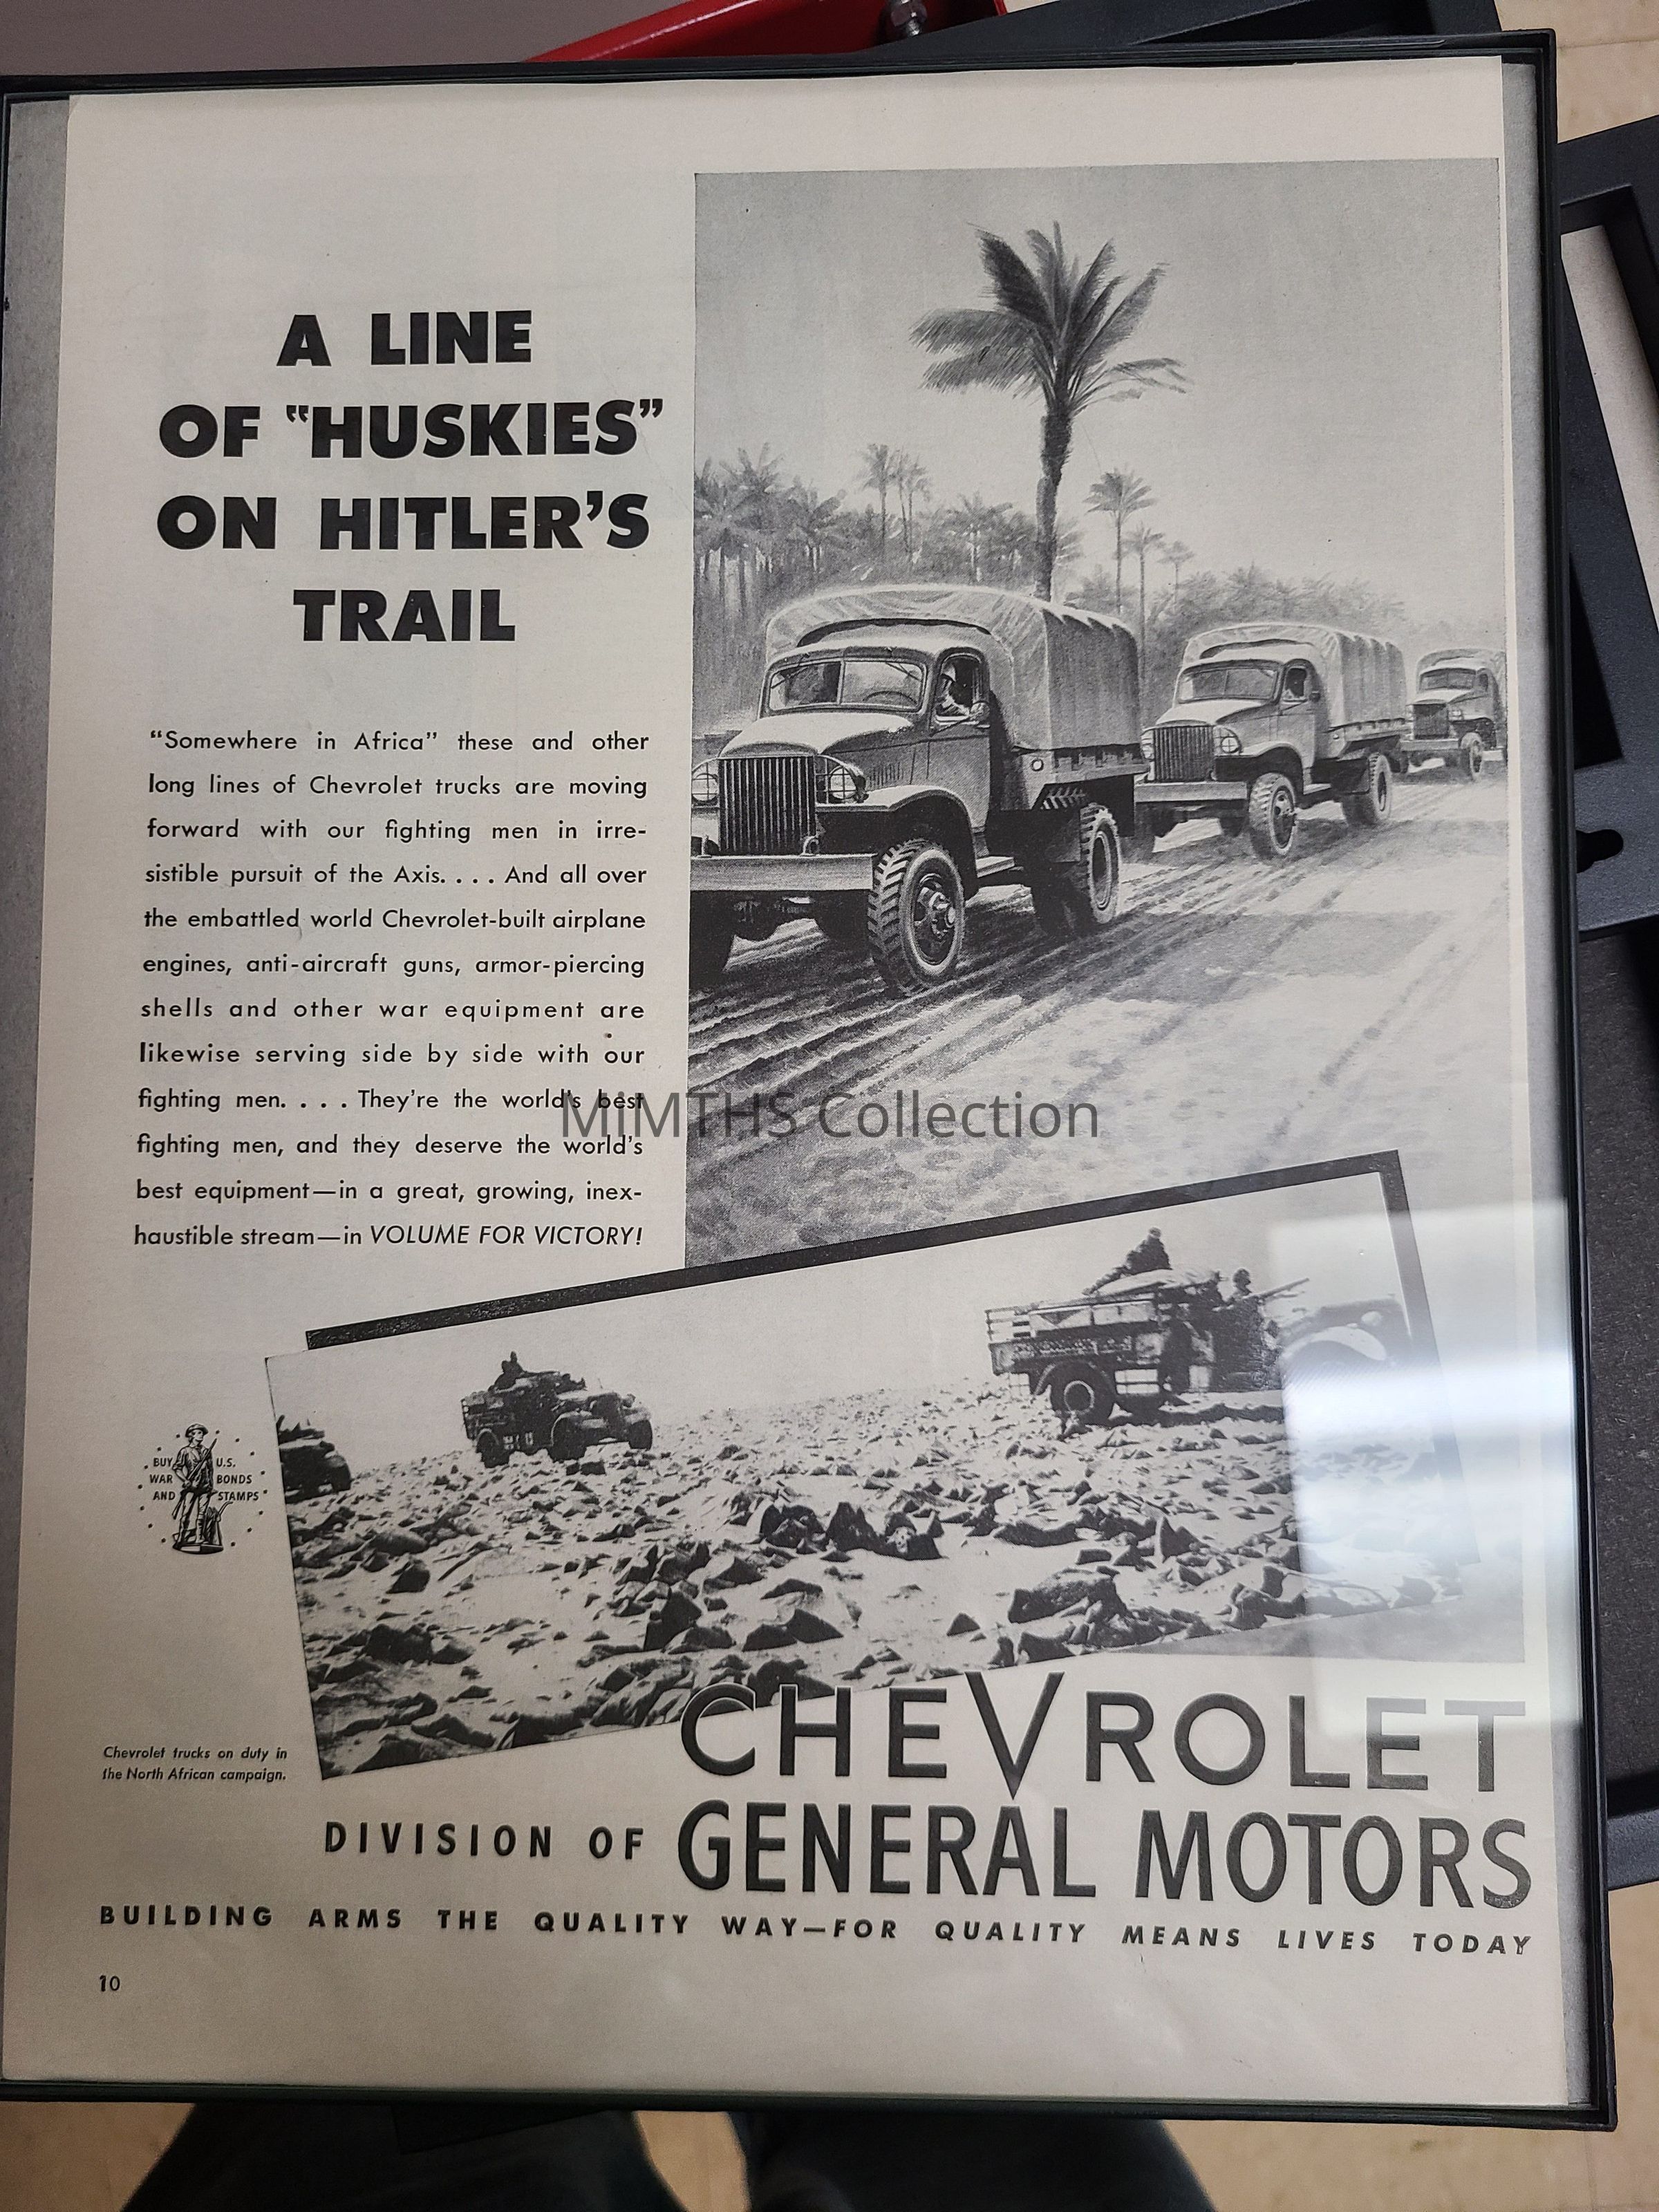 A LINE
OF "HUSKIES"
ON HITLER'S
TRAIL
"Somewhere in Africa" these and other
long lines of Chevrolet trucks are moving
forward with our fighting men in irre-
sistible pursuit of the Axis. . . . And all over
the embattled world Chevrolet-built airplane
engines, anti-aircraft guns, armor-piercing
shells and other war equipment are
likewise serving side by side with our
fighting men. . . . They're the world's best
fighting men, and they deserve the world's
best equipment—in a great, growing, inex-
haustible stream—in VOLUME FOR VICTORY!
MIMTHS Collection
BUY U.S.
WAR BONDS
AND STAMPS
Chevrolet trucks on duty in
the North African campaign.
CHEVROLET
DIVISION OF GENERAL MOTORS
BUILDING ARMS THE QUALITY WAY—FOR QUALITY MEANS LIVES TODAY
10